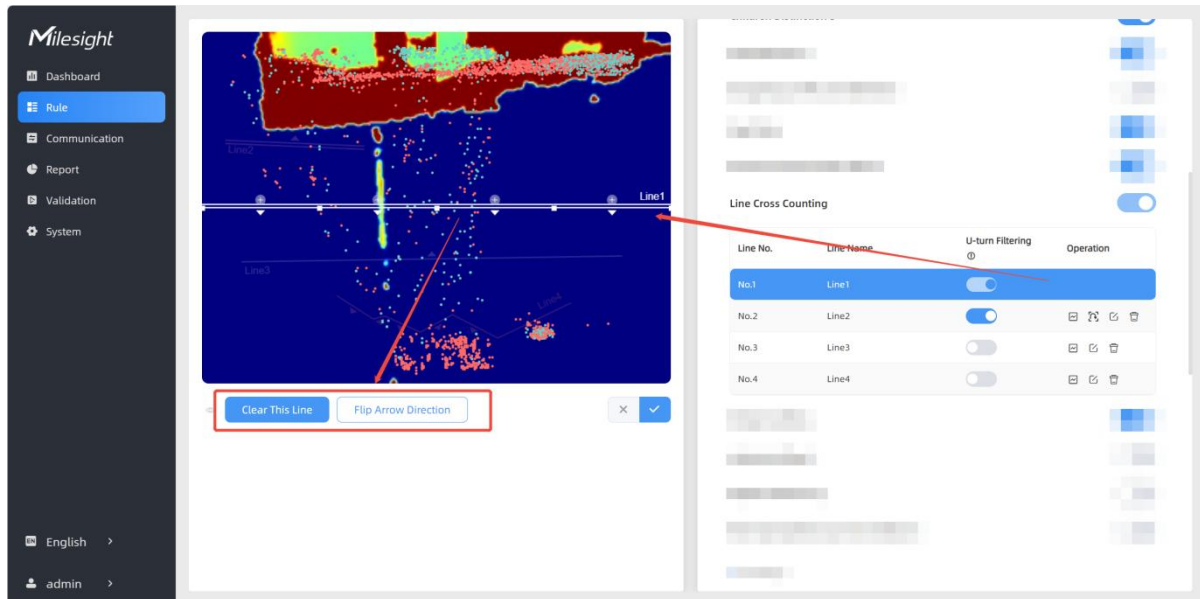 Milesight
Dashboard
Rule
Communication
Report
Validation
System
EN English >
admin >
Line2
Line1
Line3
Line4
Clear This Line
Flip Arrow Direction
Line Cross Counting
Line No.
Line Name
U-turn Filtering
Operation
No.1
Line1
No.2
Line2
No.3
Line3
No.4
Line4